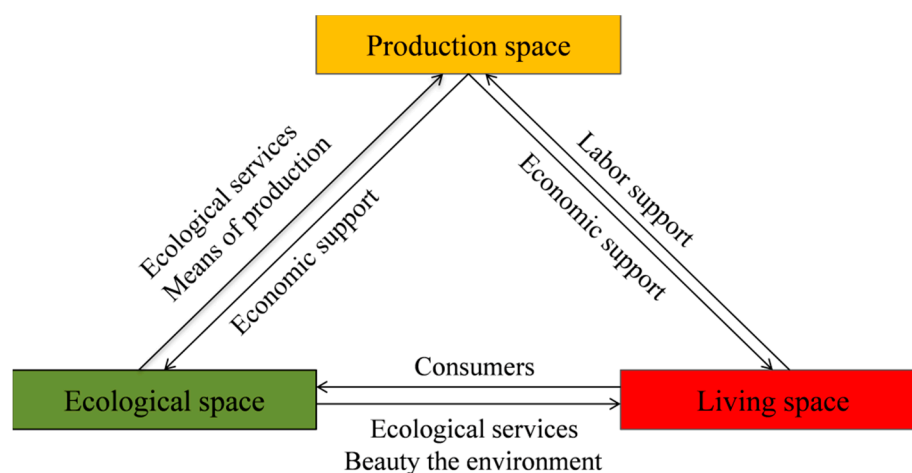 Production space
Ecological services
Means of production
Economic support
Labor support
Economic support
Ecological space
Consumers
Living space
Ecological services
Beauty the environment